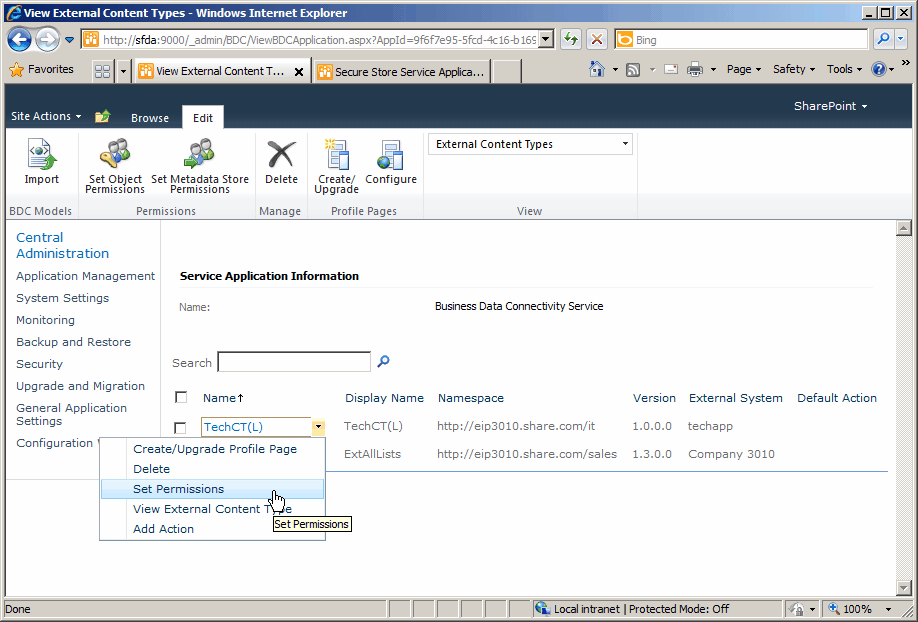 View External Content Types - Windows Internet Explorer
http://sfda:9000/_admin/BDC/ViewBDCApplication.aspx?AppId=9f6f7e95-5fcd-4c16-b169
Bing
Favorites
View External Content T...
Secure Store Service Applica...
Page
Safety
Tools
Site Actions
Browse
Edit
SharePoint
Import
Set Object Permissions
Set Metadata Store Permissions
Delete
Create/ Upgrade
Configure
External Content Types
BDC Models
Permissions
Manage
Profile Pages
View
Central Administration
Application Management
System Settings
Monitoring
Backup and Restore
Security
Upgrade and Migration
General Application Settings
Configuration
Service Application Information
Name: Business Data Connectivity Service
Search
Name↑ Display Name Namespace Version External System Default Action
TechCT(L) TechCT(L) http://eip3010.share.com/it 1.0.0.0 techapp
ExtAllLists http://eip3010.share.com/sales 1.3.0.0 Company 3010
Create/Upgrade Profile Page
Delete
Set Permissions
View External Content Type
Add Action
Set Permissions
Done
Local intranet | Protected Mode: Off
100%